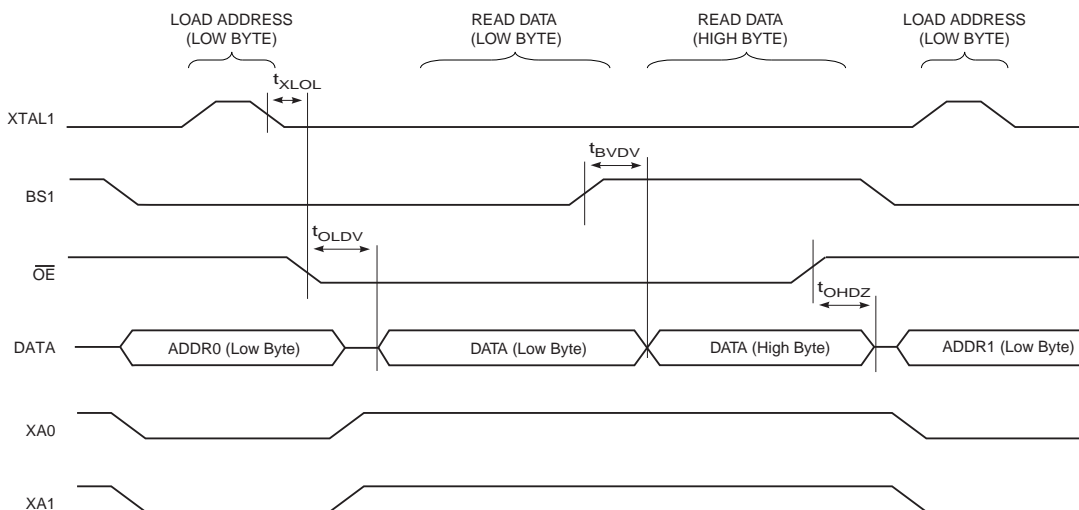 LOAD ADDRESS
(LOW BYTE)
READ DATA
(LOW BYTE)
READ DATA
(HIGH BYTE)
LOAD ADDRESS
(LOW BYTE)
tXLOL
XTAL1
tBVDV
BS1
tOLDV
OE
tOHDZ
DATA
ADDR0 (Low Byte)
DATA (Low Byte)
DATA (High Byte)
ADDR1 (Low Byte)
XA0
XA1